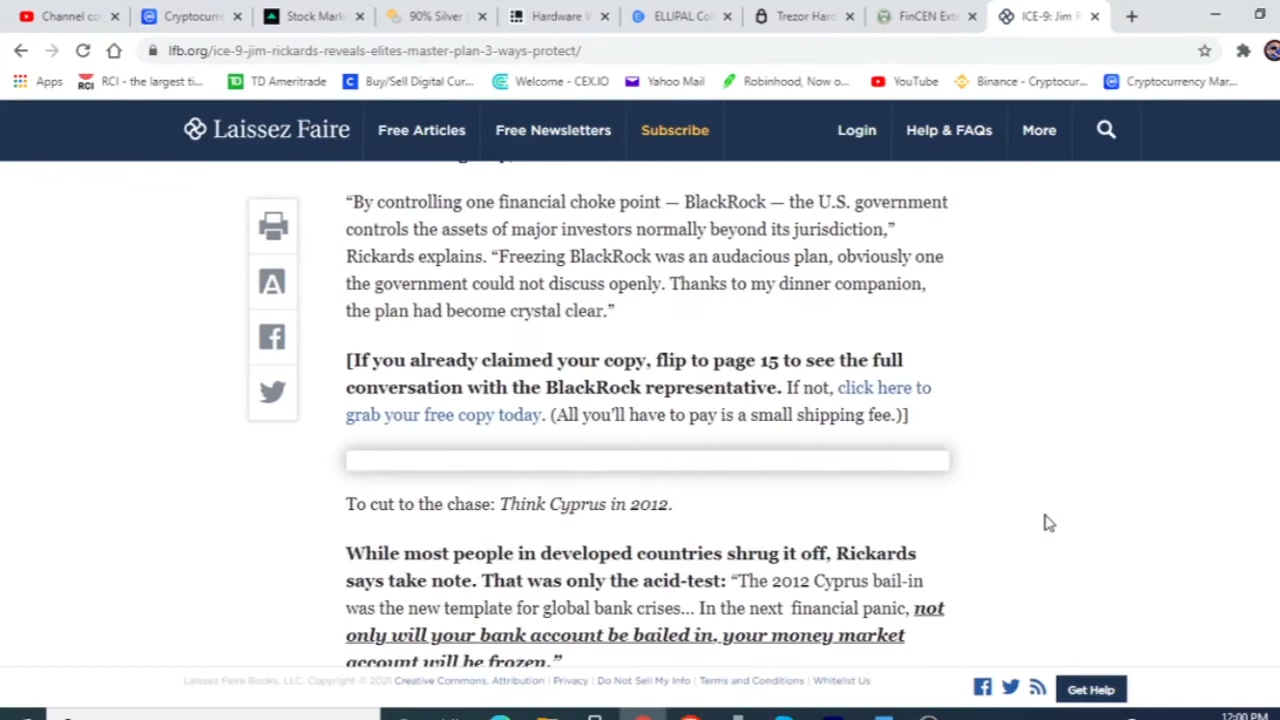 Channel co
Cryptocurr
Stock Mark
90% Silver
Hardware V
ELLIPAL Co
Trezor Hard
FinCEN Exte
ICE-9: Jim R
lfb.org/ice-9-jim-rickards-reveals-elites-master-plan-3-ways-protect/
Apps
RCI - the largest ti...
TD Ameritrade
Buy/Sell Digital Cur...
Welcome - CEX.IO
Yahoo Mail
Robinhood, Now o...
YouTube
Binance - Cryptocur...
Cryptocurrency Mar...
Laissez Faire
Free Articles
Free Newsletters
Subscribe
Login
Help & FAQs
More
“By controlling one financial choke point — BlackRock — the U.S. government
controls the assets of major investors normally beyond its jurisdiction,”
Rickards explains. “Freezing BlackRock was an audacious plan, obviously one
the government could not discuss openly. Thanks to my dinner companion,
the plan had become crystal clear.”
[If you already claimed your copy, flip to page 15 to see the full
conversation with the BlackRock representative. If not, click here to
grab your free copy today. (All you’ll have to pay is a small shipping fee.)]
To cut to the chase: Think Cyprus in 2012.
While most people in developed countries shrug it off, Rickards
says take note. That was only the acid-test: “The 2012 Cyprus bail-in
was the new template for global bank crises… In the next financial panic, not
only will your bank account be bailed in, your money market
account will be frozen.”
Laissez Faire Books, LLC. Copyright © 2021 Creative Commons. Attribution | Privacy | Do Not Sell My Info | Terms and Conditions | Whitelist Us
Get Help
12:00 PM